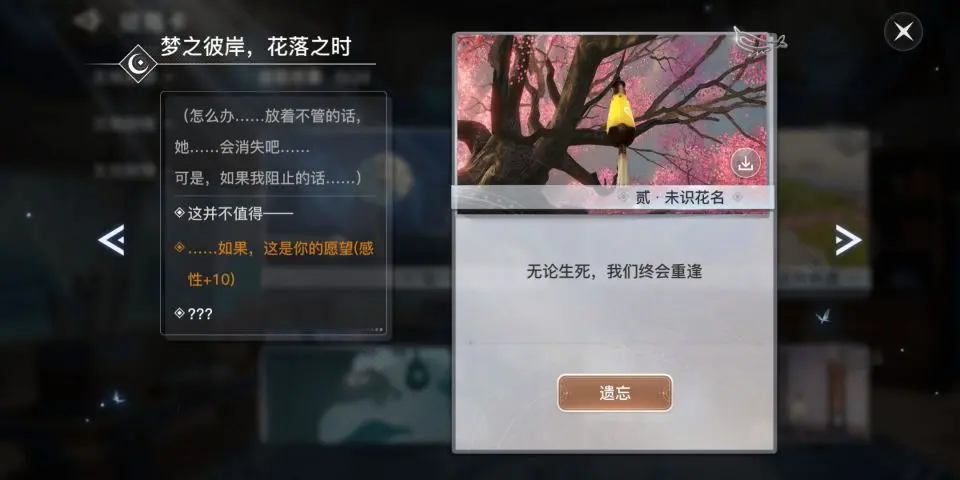 梦之彼岸，花落之时
（怎么办……放着不管的话，
她……会消失吧……
可是，如果我阻止的话……）
这并不值得——
……如果，这是你的愿望(感
性+10)
???
贰·未识花名
无论生死，我们终会重逢
遗忘